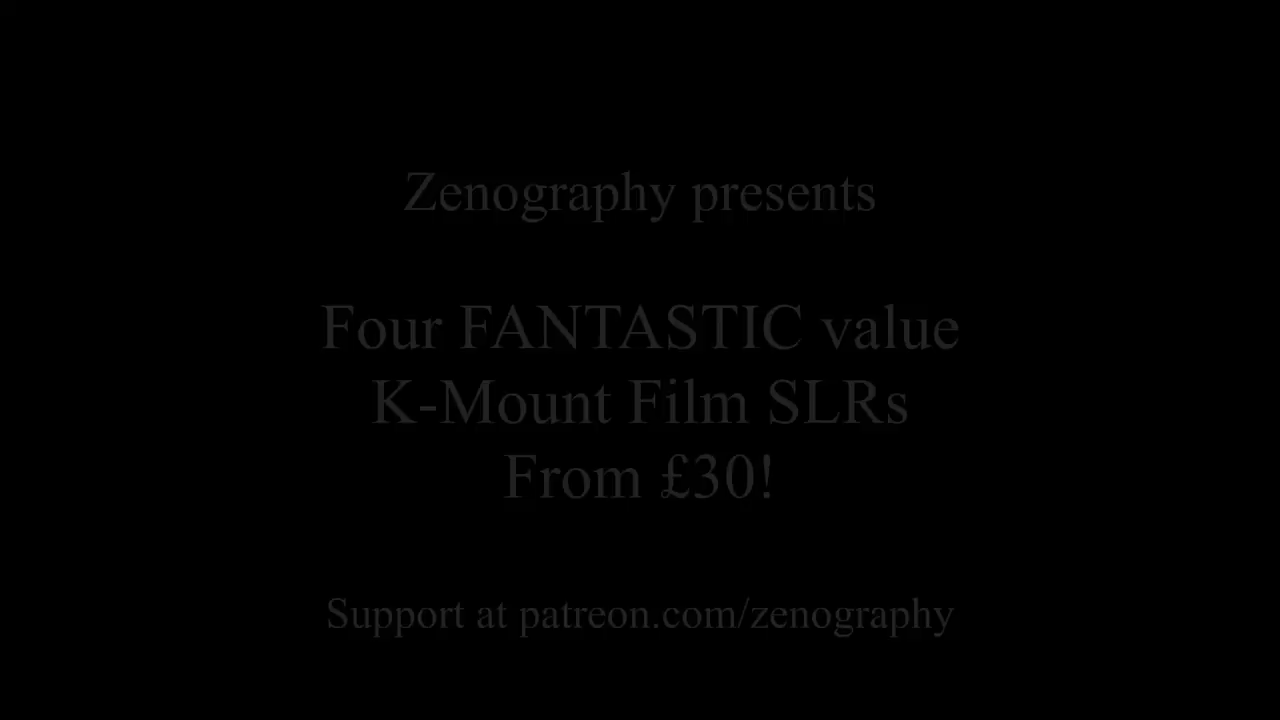 Zenography presents
Four FANTASTIC value
K-Mount Film SLRs
From £30!
Support at patreon.com/zenography